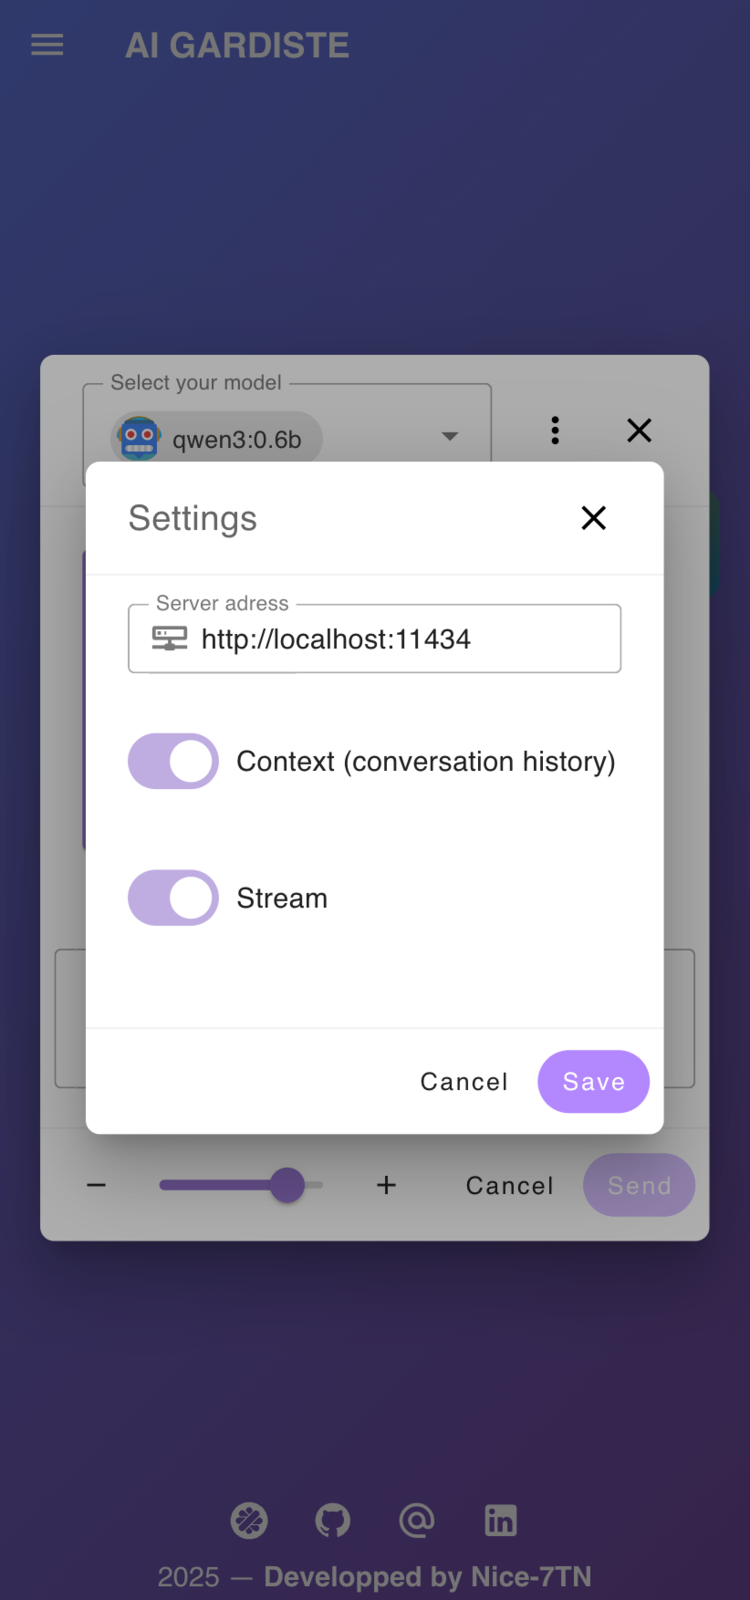 AI GARDISTE
Select your model
qwen3:0.6b
Settings
Server adress
http://localhost:11434
Context (conversation history)
Stream
Cancel Save
Cancel Send
2025 — Developped by Nice-7TN